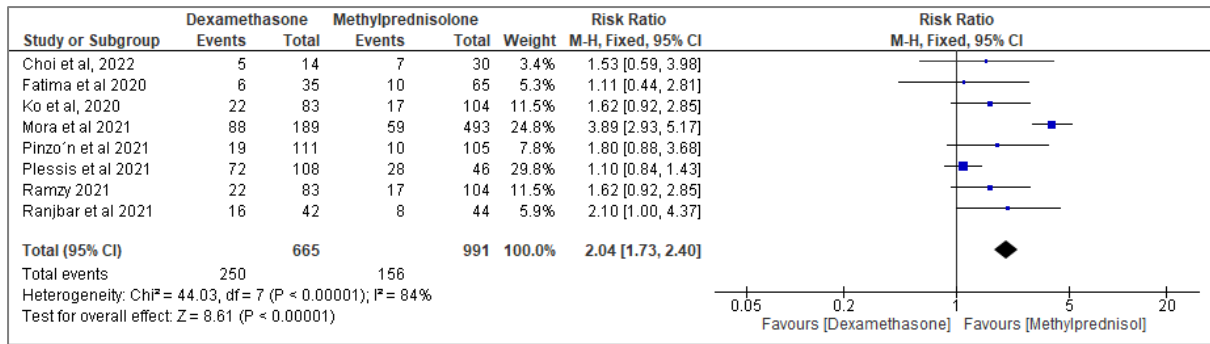 Dexamethasone Methylprednisolone Risk Ratio Risk Ratio
Study or Subgroup Events Total Events Total Weight M-H, Fixed, 95% CI M-H, Fixed, 95% CI
Choi et al, 2022 5 14 7 30 3.4% 1.53 [0.59, 3.98]
Fatima et al 2020 6 35 10 65 5.3% 1.11 [0.44, 2.81]
Ko et al, 2020 22 83 17 104 11.5% 1.62 [0.92, 2.85]
Mora et al 2021 88 189 59 493 24.8% 3.89 [2.93, 5.17]
Pinzo´n et al 2021 19 111 10 105 7.8% 1.80 [0.88, 3.68]
Plessis et al 2021 72 108 28 46 29.8% 1.10 [0.84, 1.43]
Ramzy 2021 22 83 17 104 11.5% 1.62 [0.92, 2.85]
Ranjbar et al 2021 16 42 8 44 5.9% 2.10 [1.00, 4.37]
Total (95% CI) 665 991 100.0% 2.04 [1.73, 2.40]
Total events 250 156
Heterogeneity: Chi² = 44.03, df = 7 (P < 0.00001); I² = 84%
Test for overall effect: Z = 8.61 (P < 0.00001)
0.05 0.2 1 5 20
Favours [Dexamethasone] Favours [Methylprednisol]